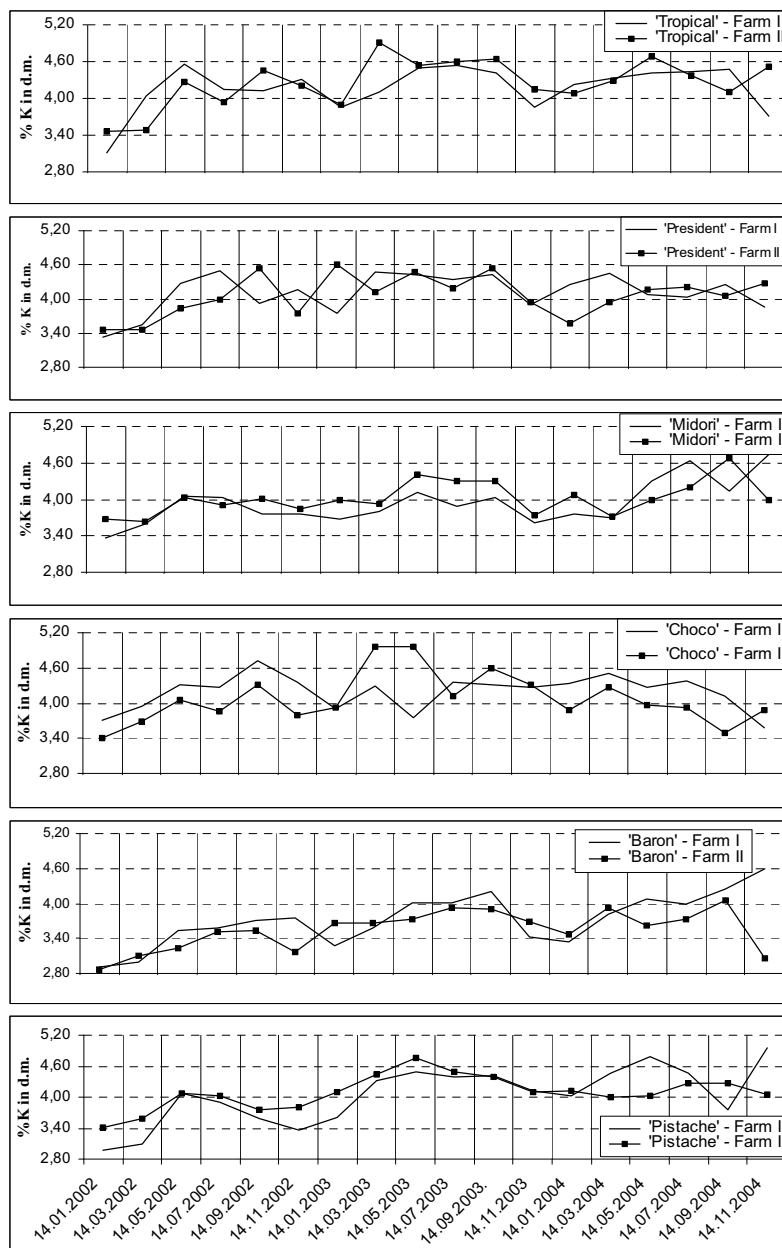 'Tropical' - Farm I
'Tropical' - Farm II
% K in d.m.
5,20
4,60
4,00
3,40
2,80
'President' - Farm I
'President' - Farm II
% K in d.m.
5,20
4,60
4,00
3,40
2,80
'Midori' - Farm I
'Midori' - Farm I
%K in d.m.
5,20
4,60
4,00
3,40
2,80
'Choco' - Farm I
'Choco' - Farm I
%K in d.m.
5,20
4,60
4,00
3,40
2,80
'Baron' - Farm I
'Baron' - Farm II
%K in d.m.
5,20
4,60
4,00
3,40
2,80
%K in d.m.
5,20
4,60
4,00
3,40
2,80
'Pistache' - Farm I
'Pistache' - Farm I
14.01.2002
14.03.2002
14.05.2002
14.07.2002
14.09.2002
14.11.2002
14.01.2003
14.03.2003
14.05.2003
14.07.2003
14.09.2003.
14.11.2003
14.01.2004
14.03.2004
14.05.2004
14.07.2004
14.09.2004
14.11.2004